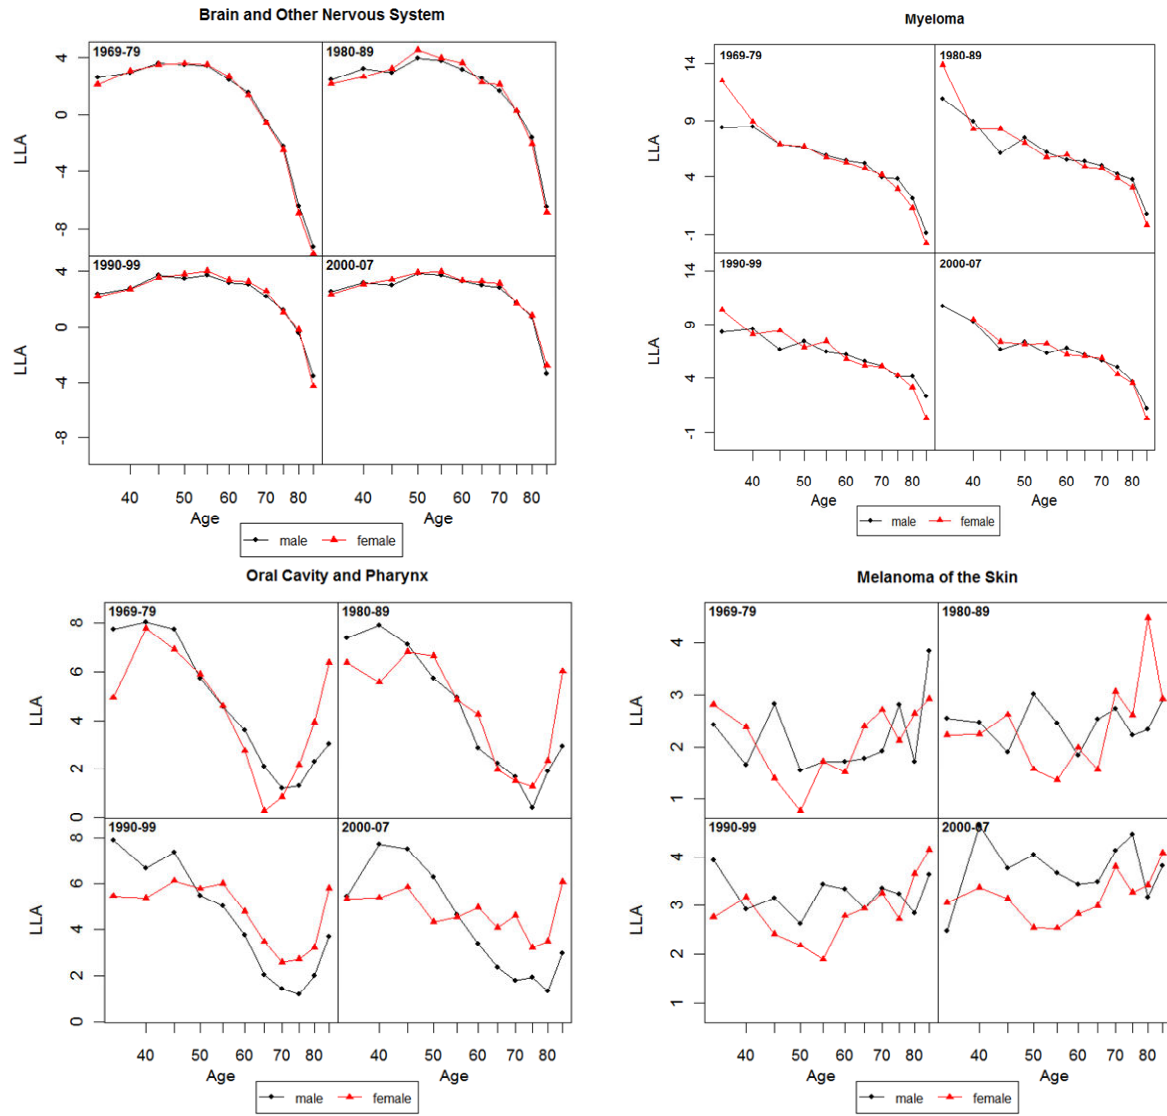 Brain and Other Nervous System
1969-79
1980-89
LLA
4
0
-4
-8
1990-99
2000-07
LLA
4
0
-4
-8
40 50 60 70 80 40 50 60 70 80
Age Age
male female
Myeloma
1969-79
1980-89
LLA
14
9
4
-1
1990-99
2000-07
LLA
14
9
4
-1
40 50 60 70 80 40 50 60 70 80
Age Age
male female
Oral Cavity and Pharynx
1969-79
1980-89
LLA
8
6
4
2
0
1990-99
2000-07
LLA
8
6
4
2
0
40 50 60 70 80 40 50 60 70 80
Age Age
male female
Melanoma of the Skin
1969-79
1980-89
LLA
4
3
2
1
1990-99
2000-07
LLA
4
3
2
1
40 50 60 70 80 40 50 60 70 80
Age Age
male female